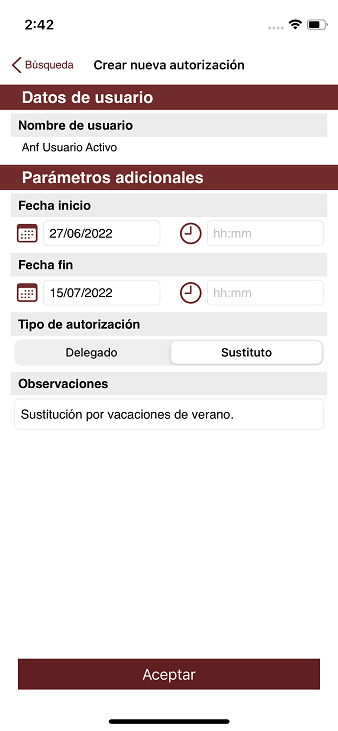 2:42
Búsqueda Crear nueva autorización
Datos de usuario
Nombre de usuario
Anf Usuario Activo
Parámetros adicionales
Fecha inicio
27/06/2022 hh:mm
Fecha fin
15/07/2022 hh:mm
Tipo de autorización
Delegado Sustituto
Observaciones
Sustitución por vacaciones de verano.
Aceptar